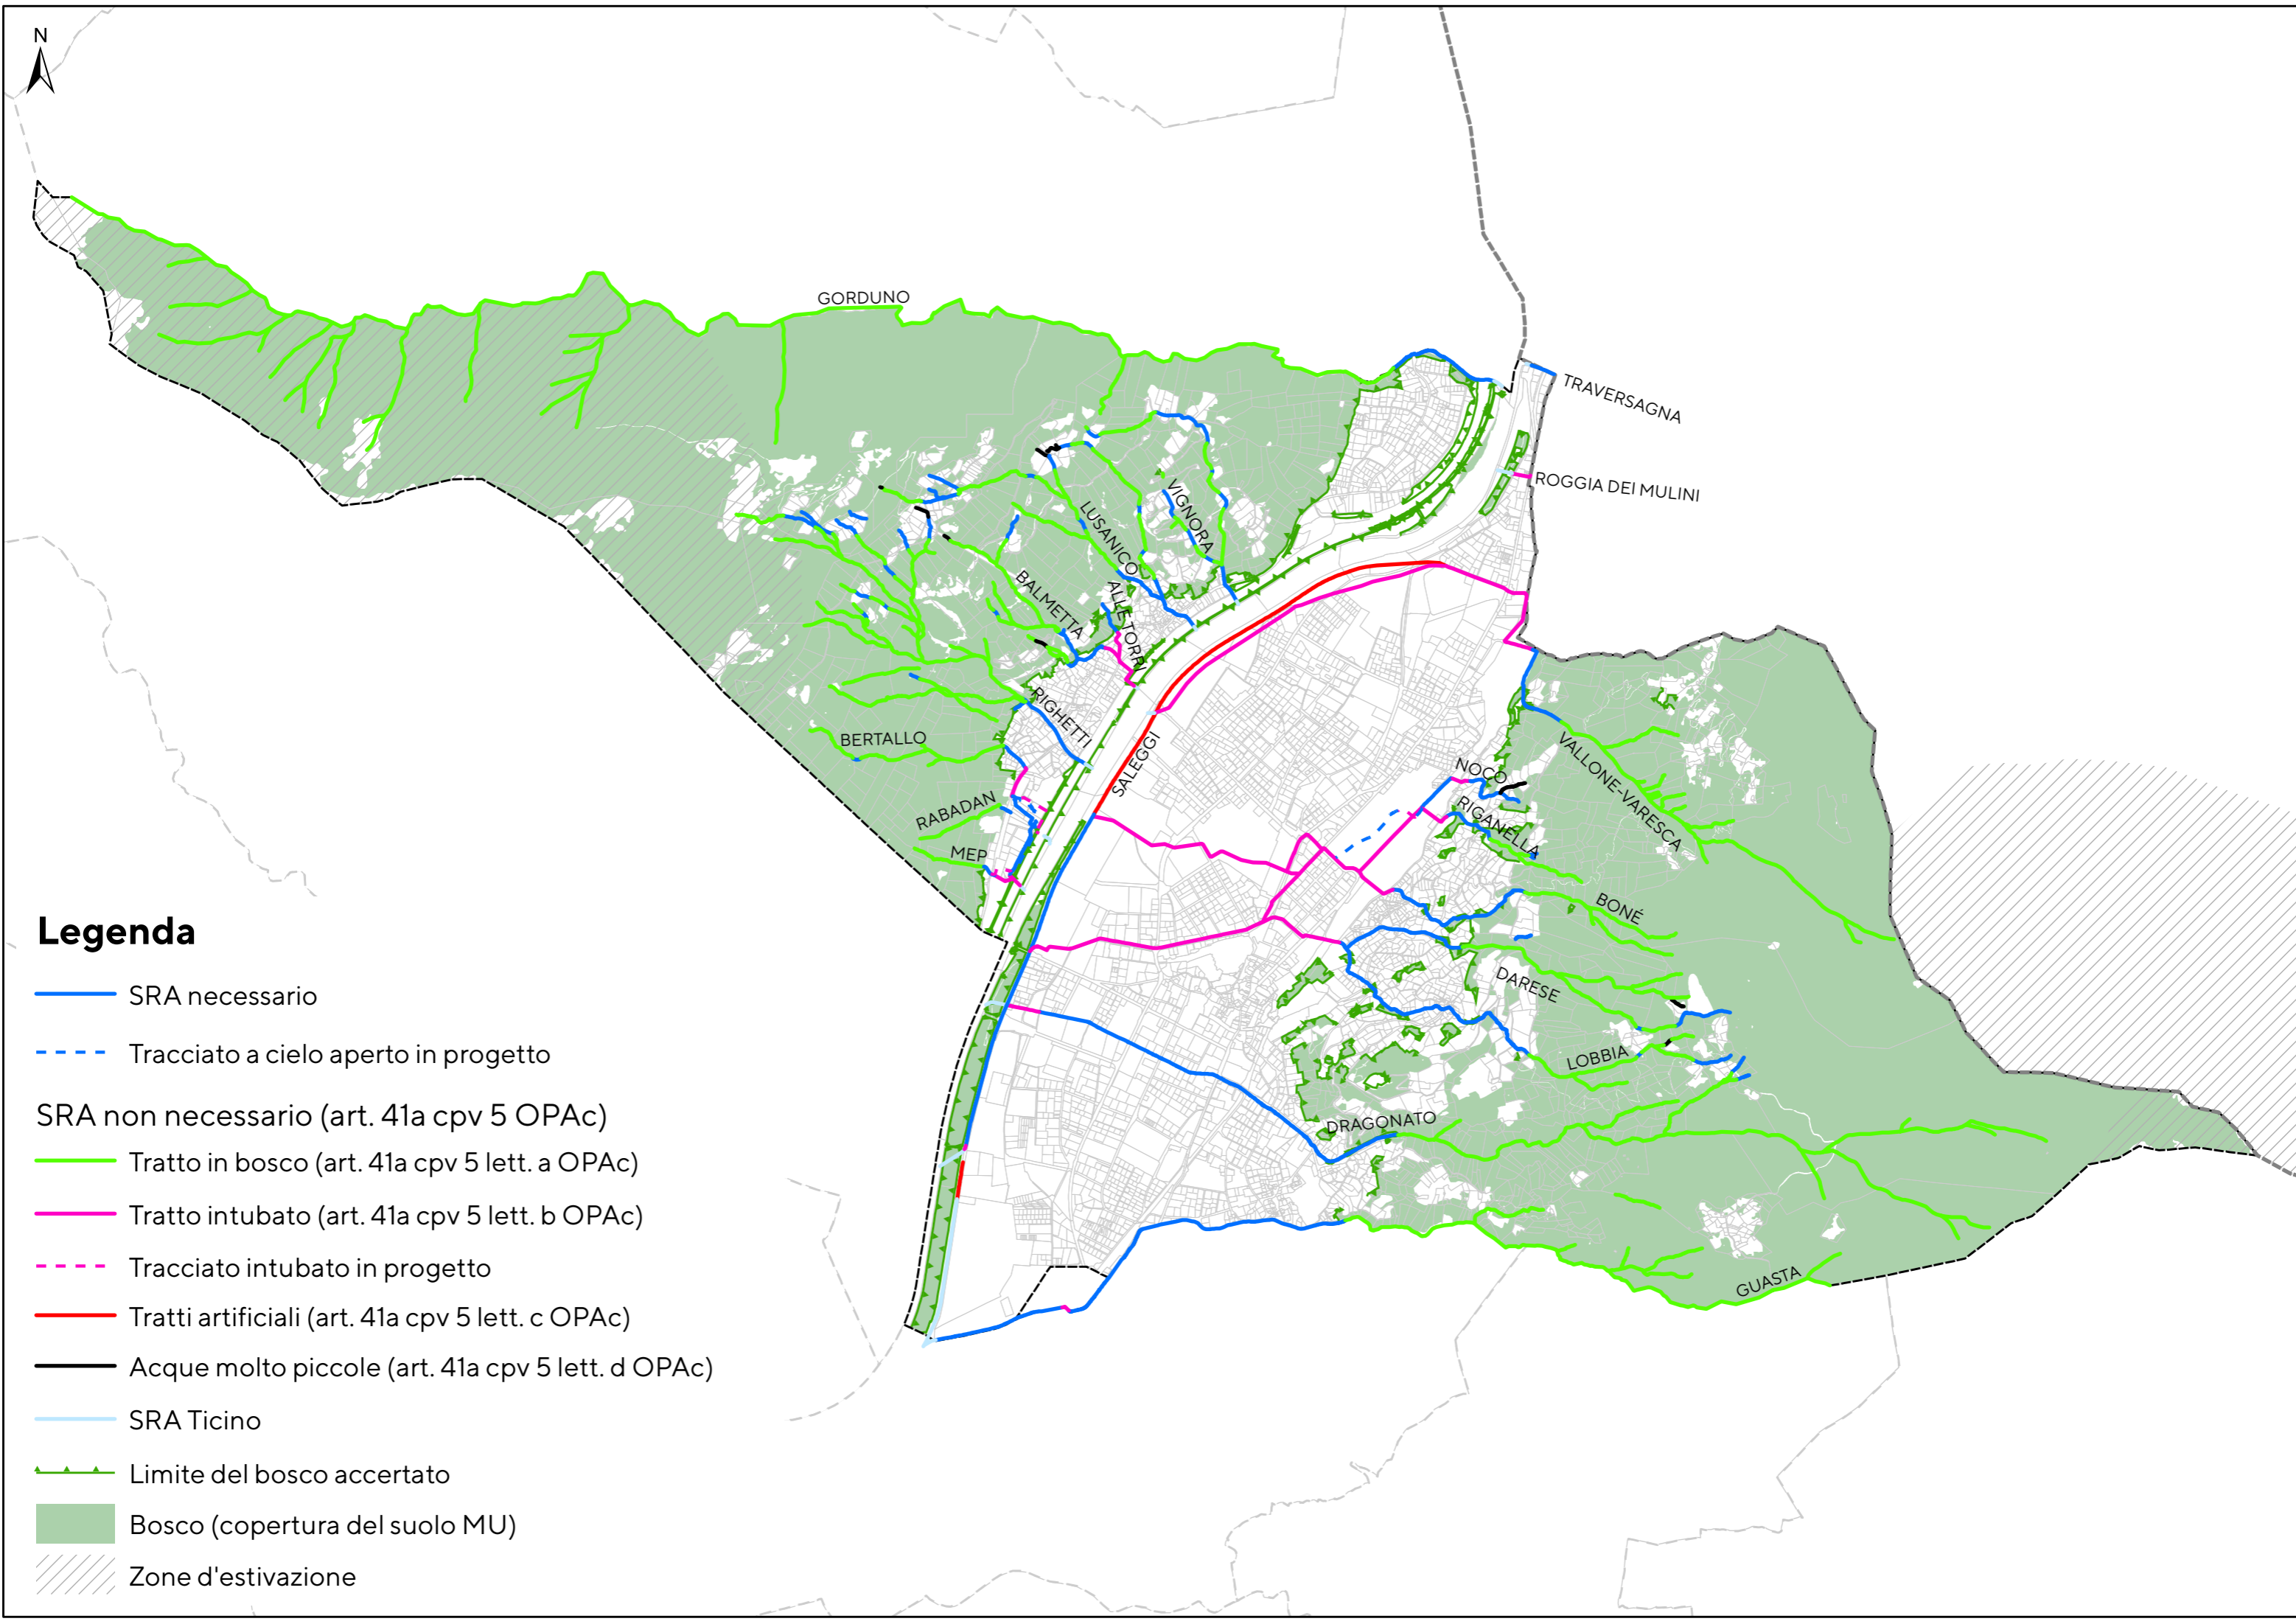 N
GORDUNO
TRAVERSAGNA
ROGGIA DEI MULINI
VIGNORA
LUSANICO
BALMETTA
ALLE TORRI
RIGHETTI
BERTALLO
SALEGGI
VALLONE-VARESCA
NOCO
RIGANELLA
RABADAN
MEP
BONÉ
DARESE
LOBBIA
DRAGONATO
GUASTA
Legenda
SRA necessario
Tracciato a cielo aperto in progetto
SRA non necessario (art. 41a cpv 5 OPAc)
Tratto in bosco (art. 41a cpv 5 lett. a OPAc)
Tratto intubato (art. 41a cpv 5 lett. b OPAc)
Tracciato intubato in progetto
Tratti artificiali (art. 41a cpv 5 lett. c OPAc)
Acque molto piccole (art. 41a cpv 5 lett. d OPAc)
SRA Ticino
Limite del bosco accertato
Bosco (copertura del suolo MU)
Zone d'estivazione